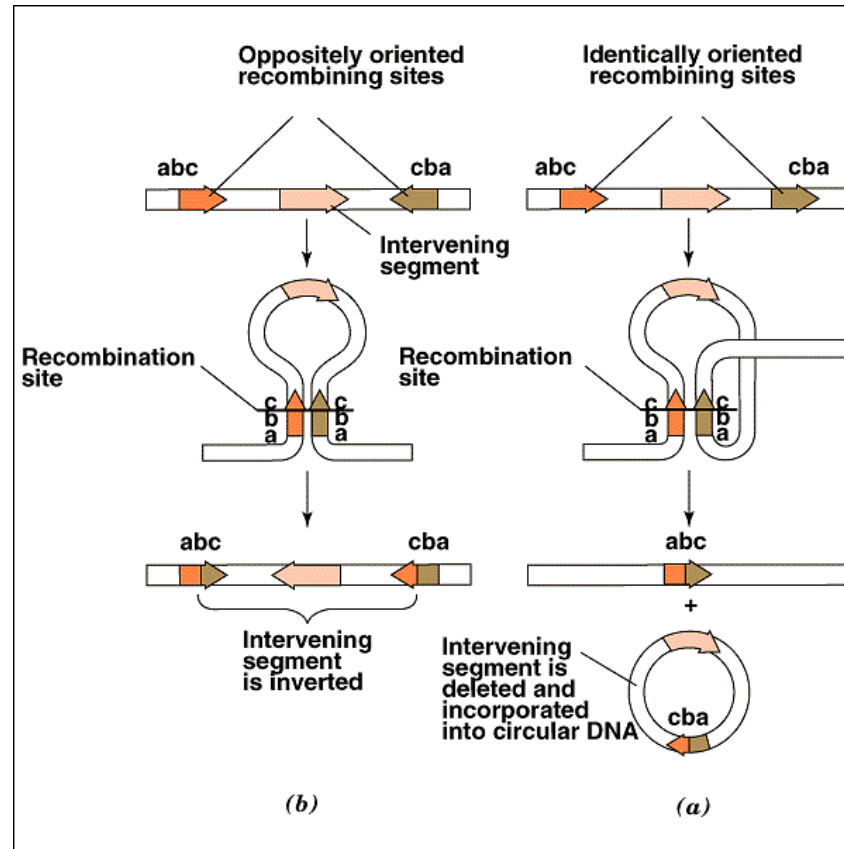 Oppositely oriented
recombining sites
abc
cba
Intervening
segment
Recombination
site
c
b
a
c
b
a
abc
cba
Intervening
segment
is inverted
(b)
Identically oriented
recombining sites
abc
cba
Recombination
site
c
b
a
c
b
a
abc
+
Intervening
segment is
deleted and
incorporated
into circular DNA
cba
(a)